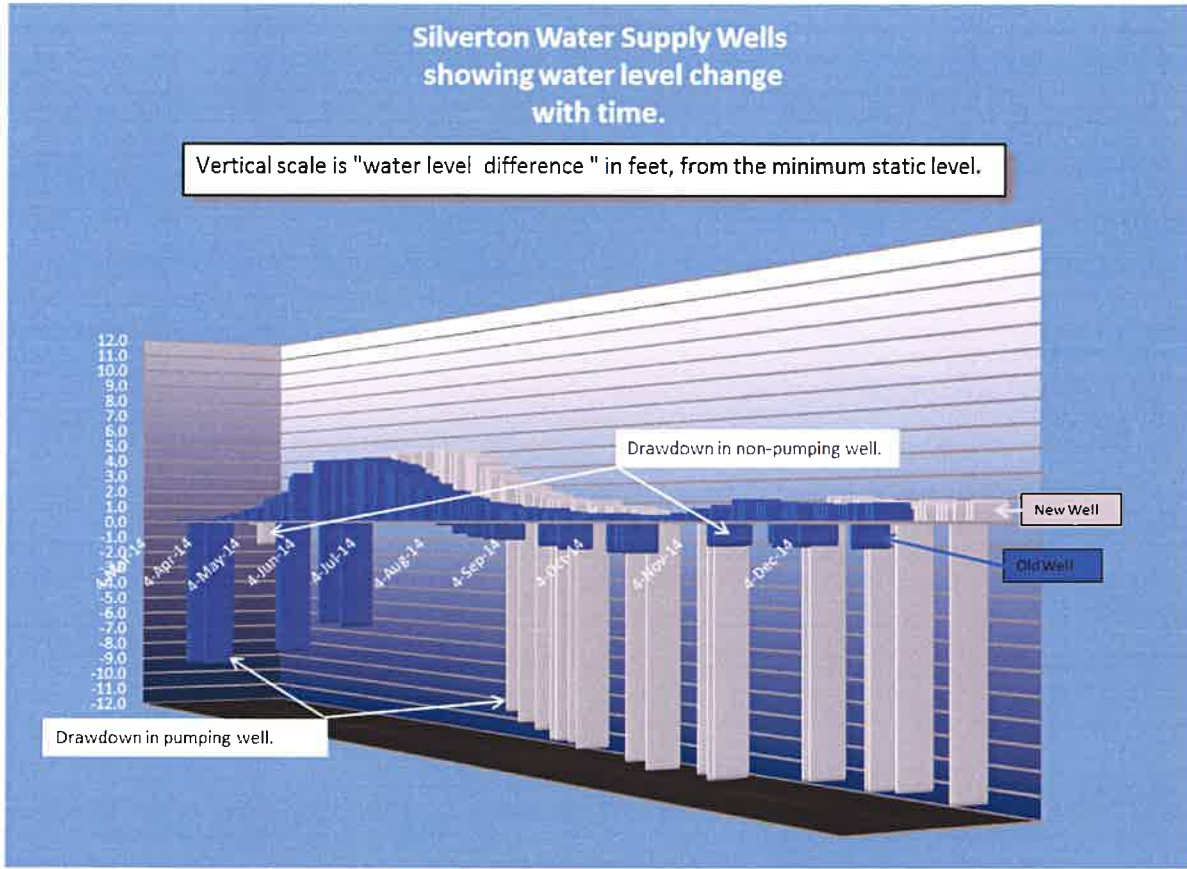 Silverton Water Supply Wells
showing water level change
with time.
Vertical scale is "water level difference " in feet, from the minimum static level.
12.0
11.0
10.0
9.0
8.0
7.0
6.0
5.0
4.0
3.0
2.0
1.0
0.0
-1.0
-2.0
-4.0
-5.0
-6.0
-7.0
-8.0
-9.0
-10.0
-11.0
-12.0
4-Apr-14
4-May-14
4-Jun-14
4-Jul-14
4-Aug-14
4-Sep-14
4-Oct-14
4-Nov-14
4-Dec-14
Drawdown in non-pumping well.
New Well
Old Well
Drawdown in pumping well.